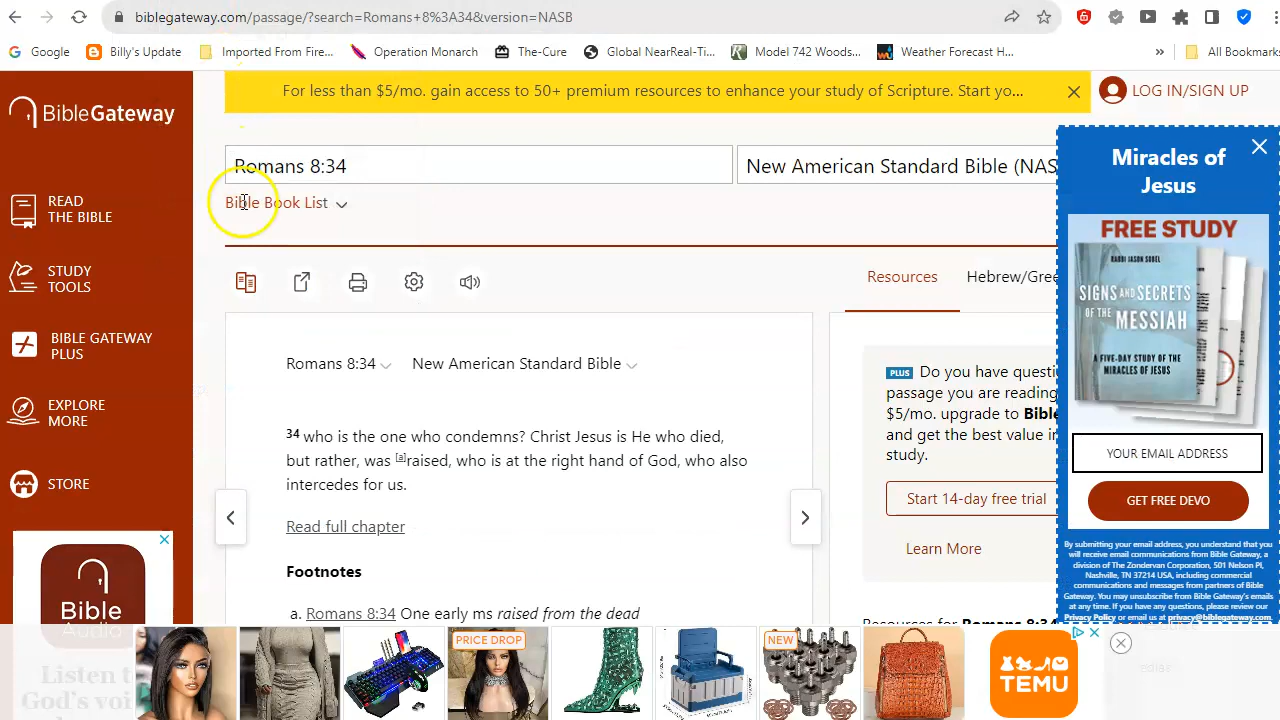 biblegateway.com/passage/?search=Romans+8%3A34&version=NASB
Google Billy's Update Imported From Fire... Operation Monarch The-Cure Global NearReal-Ti... Model 742 Woods... Weather Forecast H... » All Bookmarks
For less than $5/mo. gain access to 50+ premium resources to enhance your study of Scripture. Start yo...
LOG IN/SIGN UP
BibleGateway
READ
THE BIBLE
STUDY
TOOLS
BIBLE GATEWAY
PLUS
EXPLORE
MORE
STORE
Bible
Audio
Listen t
God's voi
Romans 8:34
New American Standard Bible (NAS
Bible Book List
Resources Hebrew/Gree
Romans 8:34 New American Standard Bible
34 who is the one who condemns? Christ Jesus is He who died,
but rather, was [a]raised, who is at the right hand of God, who also
intercedes for us.
Read full chapter
Footnotes
a. Romans 8:34 One early ms raised from the dead
PLUS Do you have questi
passage you are reading
$5/mo. upgrade to Bible
and get the best value in
study.
Start 14-day free trial
Learn More
Resources for Romans 8:34
Miracles of
Jesus
FREE STUDY
RABBI JASON SOBEL
SIGNS AND SECRETS
OF THE MESSIAH
A FIVE-DAY STUDY OF THE
MIRACLES OF JESUS
YOUR EMAIL ADDRESS
GET FREE DEVO
By submitting your email address, you understand that you
will receive email communications from Bible Gateway, a
division of The Zondervan Corporation, 501 Nelson Pl,
Nashville, TN 37214 USA, including commercial
communications and messages from partners of Bible
Gateway. You may unsubscribe from Bible Gateway's emails
at any time. If you have any questions, please review our
Privacy Policy or email us at privacy@biblegateway.com.
PRICE DROP
NEW
TEMU